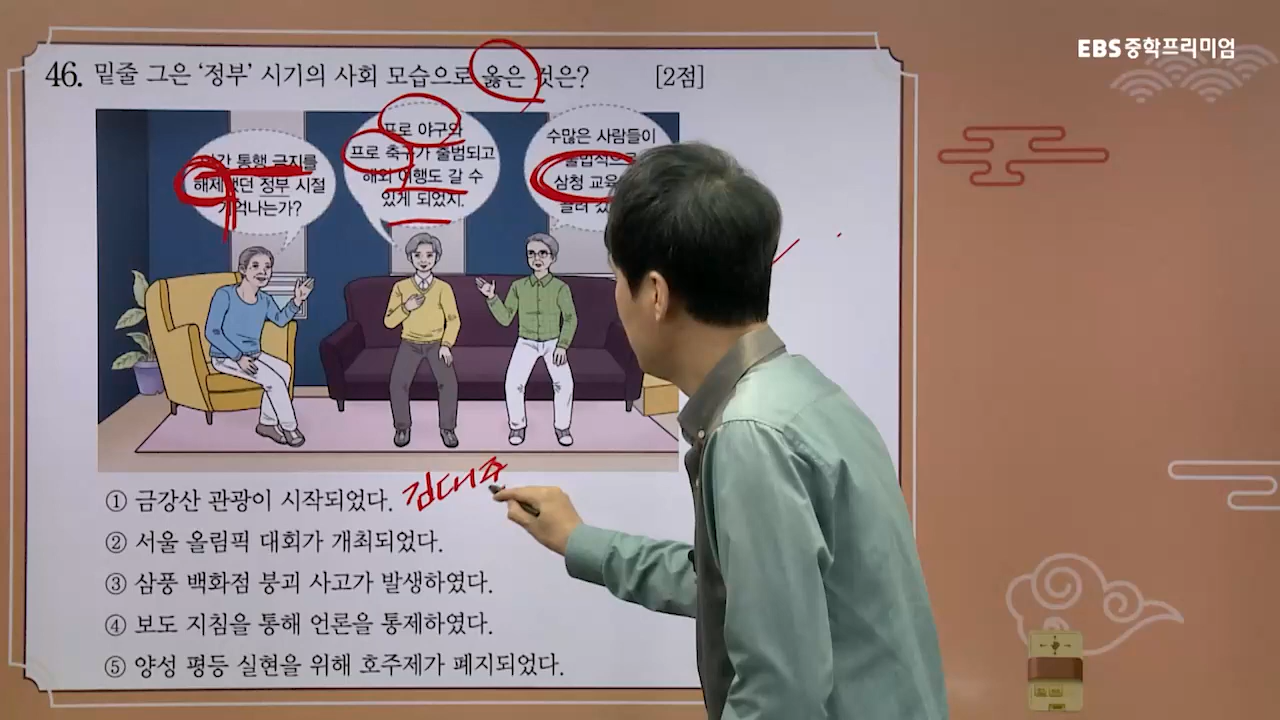 EBS 중학프리미엄
46. 밑줄 그은 ‘정부’ 시기의 사회 모습으로 옳은 것은? [2점]
통행 금지를
해제했던 정부 시절
기억나는가?
프로 야구와
프로 축구가 출범되고
해외 여행도 갈 수
있게 되었지.
수많은 사람들이
삼청 교육
① 금강산 관광이 시작되었다. 김대중
② 서울 올림픽 대회가 개최되었다.
③ 삼풍 백화점 붕괴 사고가 발생하였다.
④ 보도 지침을 통해 언론을 통제하였다.
⑤ 양성 평등 실현을 위해 호주제가 폐지되었다.